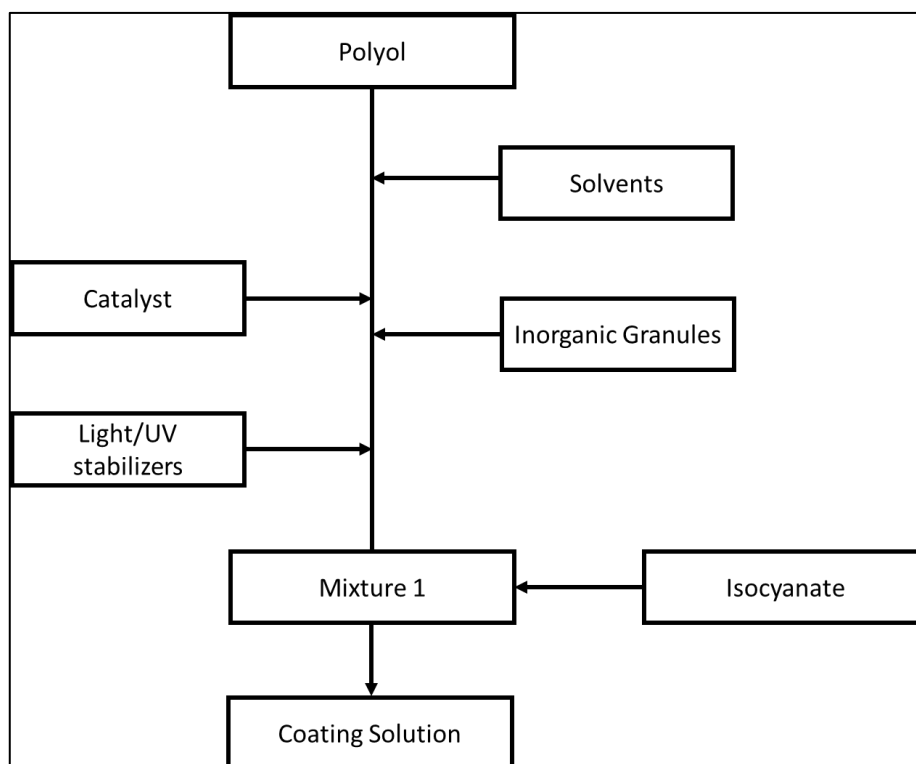 Polyol
Solvents
Catalyst
Inorganic Granules
Light/UV
stabilizers
Mixture 1
Isocyanate
Coating Solution